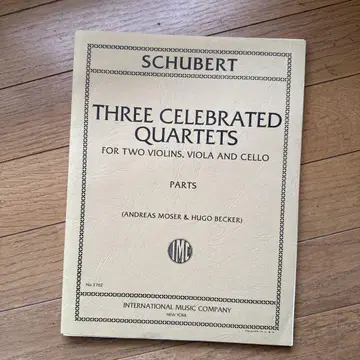 SCHUBERT
THREE CELEBRATED
QUARTETS
FOR TWO VIOLINS, VIOLA AND CELLO
PARTS
(ANDREAS MOSER & HUGO BECKER)
IMC
INTERNATIONAL MUSIC COMPANY
NEW YORK